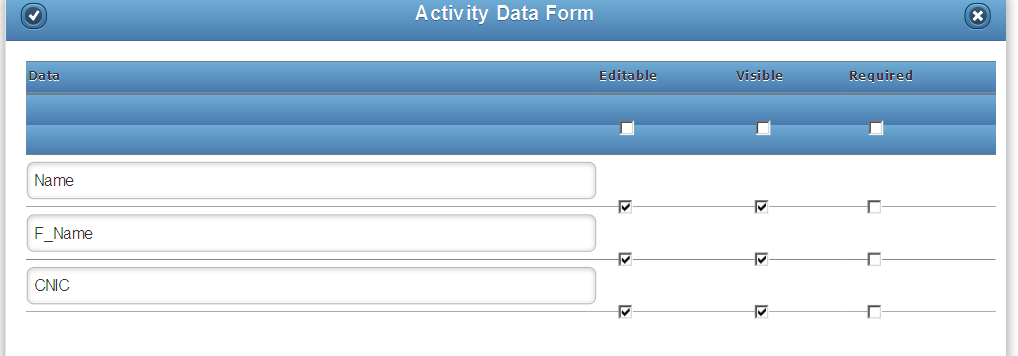 Activity Data Form
Data Editable Visible Required
Name
F_Name
CNIC